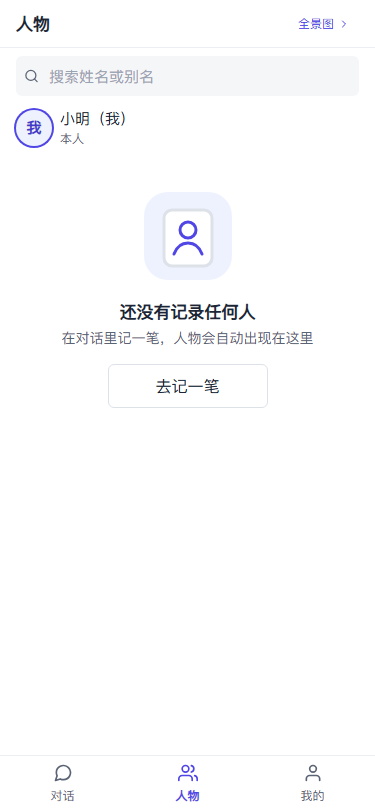 人物
全景图
搜索姓名或别名
我
小明（我）
本人
还没有记录任何人
在对话里记一笔，人物会自动出现在这里
去记一笔
对话
人物
我的